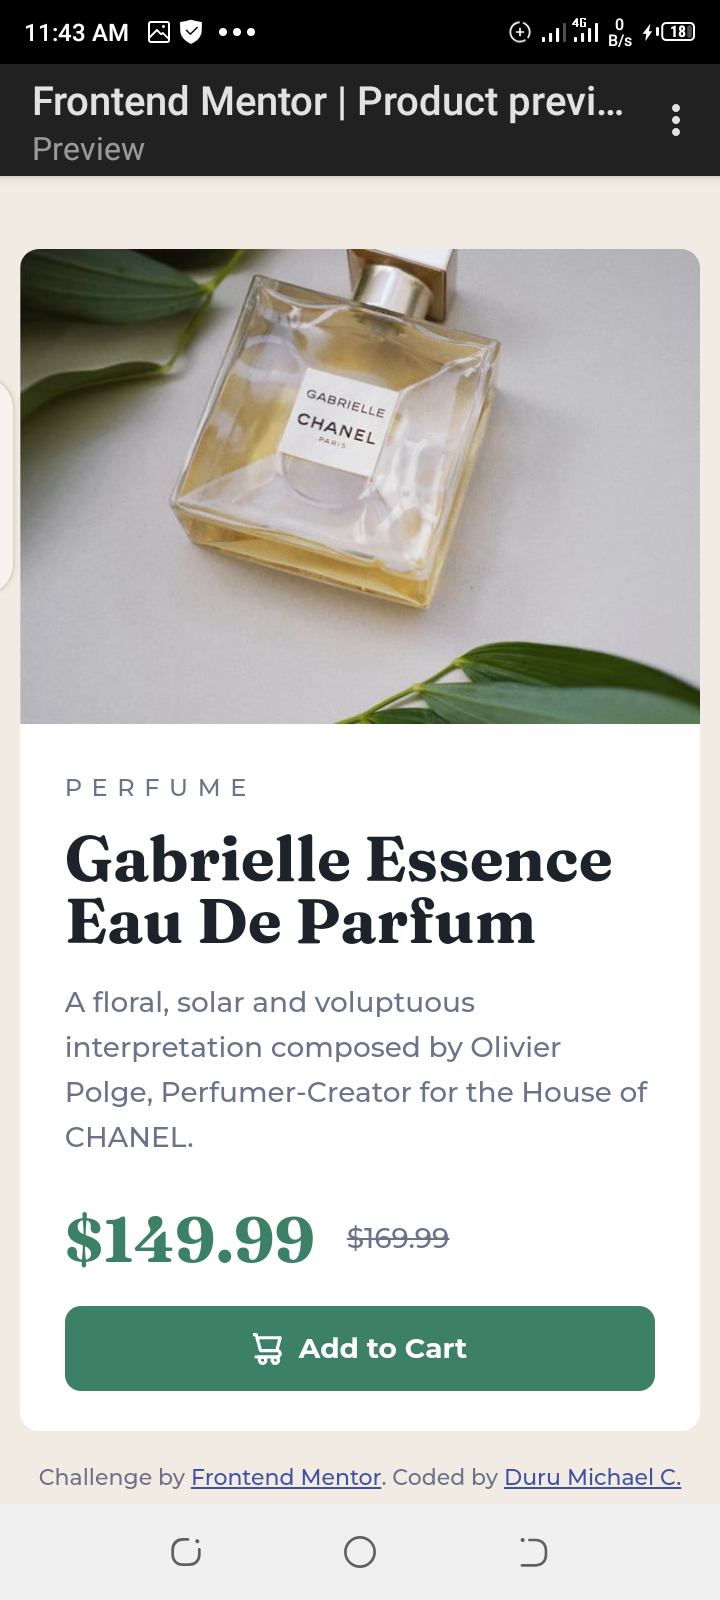 11:43 AM 4G 0 B/s 18
Frontend Mentor | Product previ...
Preview
GABRIELLE
CHANEL
PARIS
PERFUME
Gabrielle Essence
Eau De Parfum
A floral, solar and voluptuous
interpretation composed by Olivier
Polge, Perfumer-Creator for the House of
CHANEL.
$149.99 $169.99
Add to Cart
Challenge by Frontend Mentor. Coded by Duru Michael C.